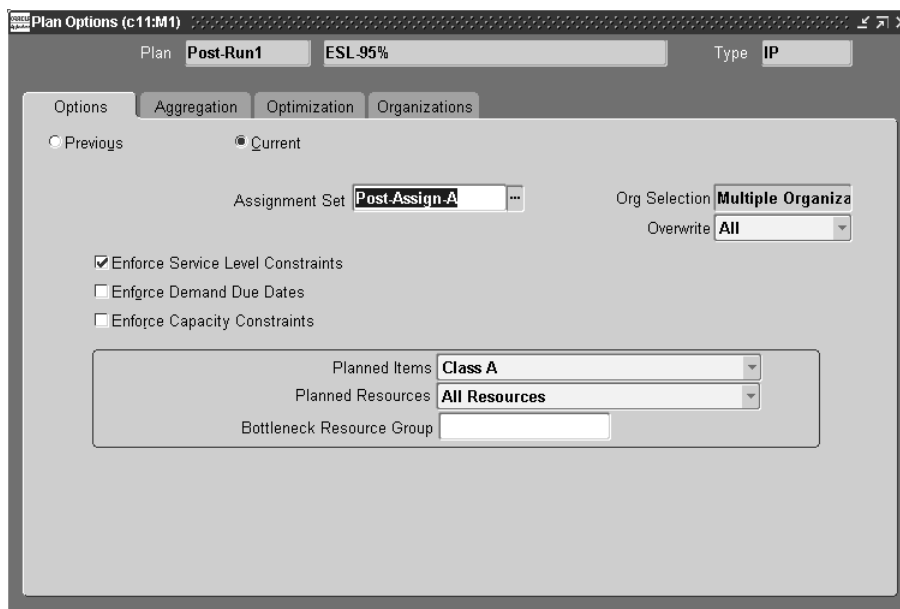 Plan Options (c11:M1)
Plan Post-Run1 ESL-95% Type IP
Options Aggregation Optimization Organizations
Previous Current
Assignment Set Post-Assign-A ... Org Selection Multiple Organiza
Overwrite All
Enforce Service Level Constraints
Enforce Demand Due Dates
Enforce Capacity Constraints
Planned Items Class A
Planned Resources All Resources
Bottleneck Resource Group